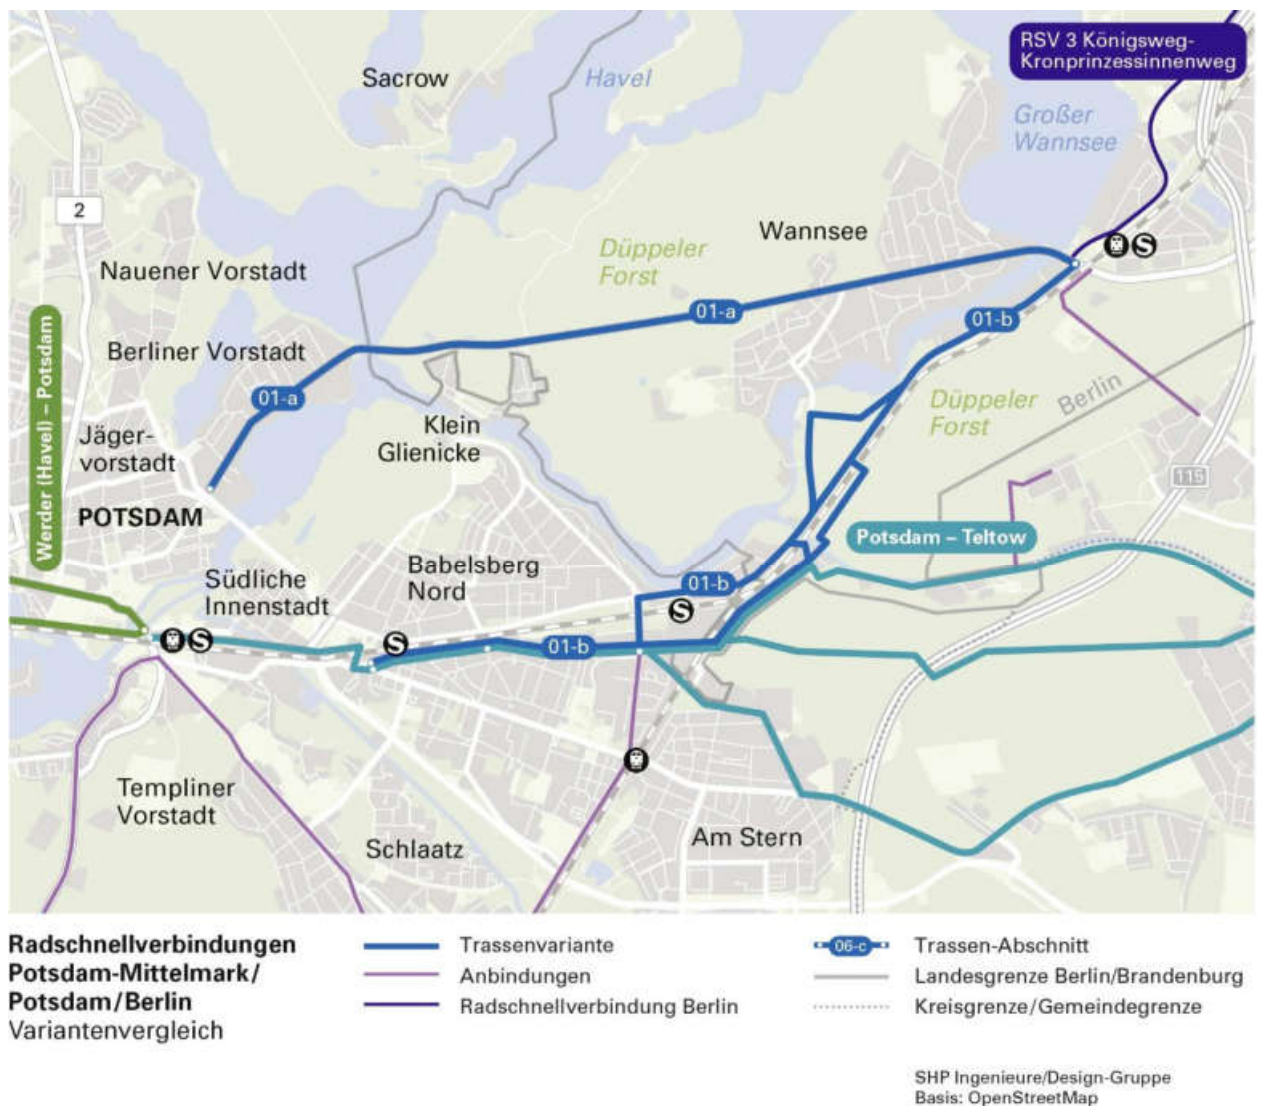 RSV 3 Königsweg-
Kronprinzessinnenweg
Sacrow
Havel
Großer
Wannsee
2
Wannsee
Düppeler
Forst
S
Nauener Vorstadt
01-a
01-b
Werder (Havel) – Potsdam
Berliner Vorstadt
01-a
Berlin
Düppeler
Forst
Klein
Glienicke
Jäger-
vorstadt
115
POTSDAM
Potsdam – Teltow
Babelsberg
Nord
Südliche
Innenstadt
01-b
S
S
S
01-b
Templiner
Vorstadt
Schlaatz
Am Stern
Radschnellverbindungen
Potsdam-Mittelmark/
Potsdam/Berlin
Variantenvergleich
Trassenvariante
Anbindungen
Radschnellverbindung Berlin
06-c
Trassen-Abschnitt
Landesgrenze Berlin/Brandenburg
Kreisgrenze/Gemeindegrenze
SHP Ingenieure/Design-Gruppe
Basis: OpenStreetMap